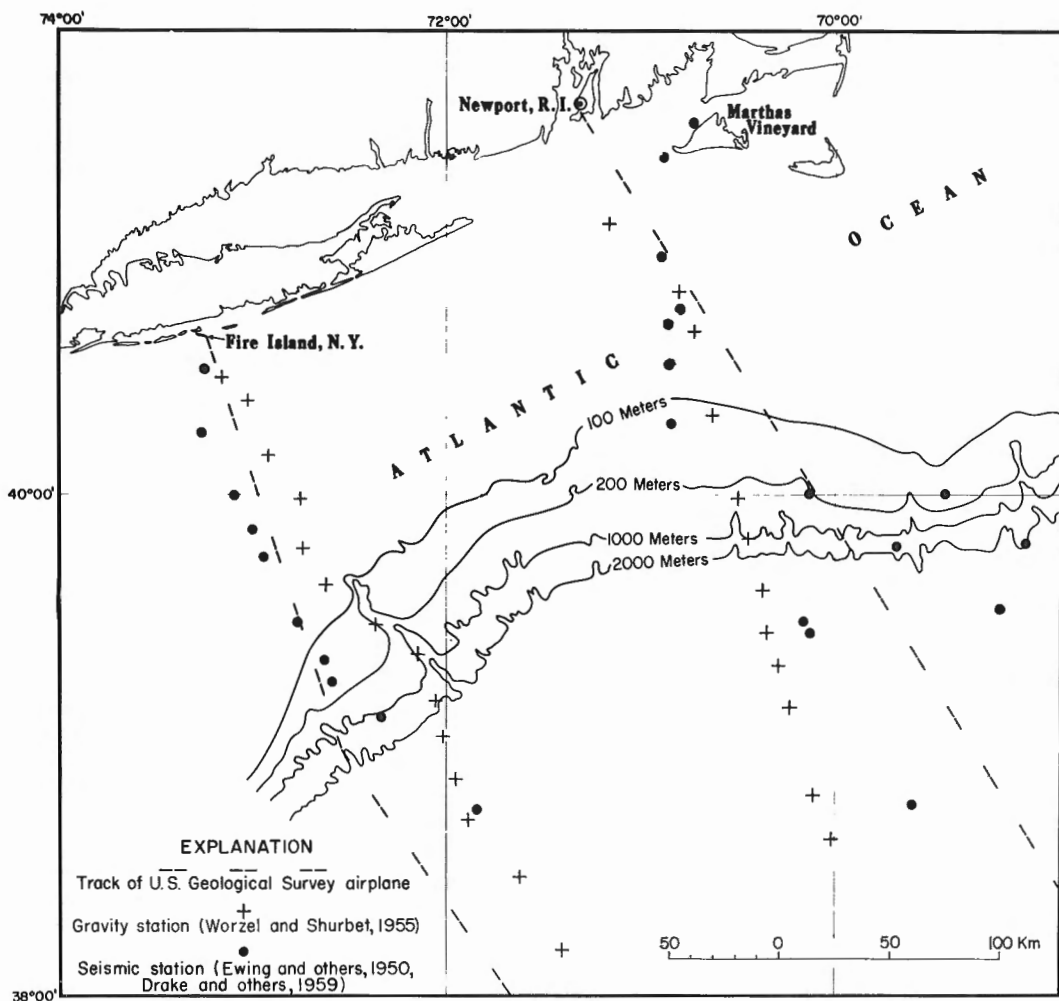 74°00' 72°00' 70°00'
Newport, R.I.
Marthas
Vineyard
OCEAN
Fire Island, N.Y.
ATLANTIC
100 Meters
40°00'
200 Meters
1000 Meters
2000 Meters
EXPLANATION
Track of U.S. Geological Survey airplane
Gravity station (Worzel and Shurbet, 1955)
Seismic station (Ewing and others, 1950,
Drake and others, 1959)
50 0 50 100 Km
38°00'